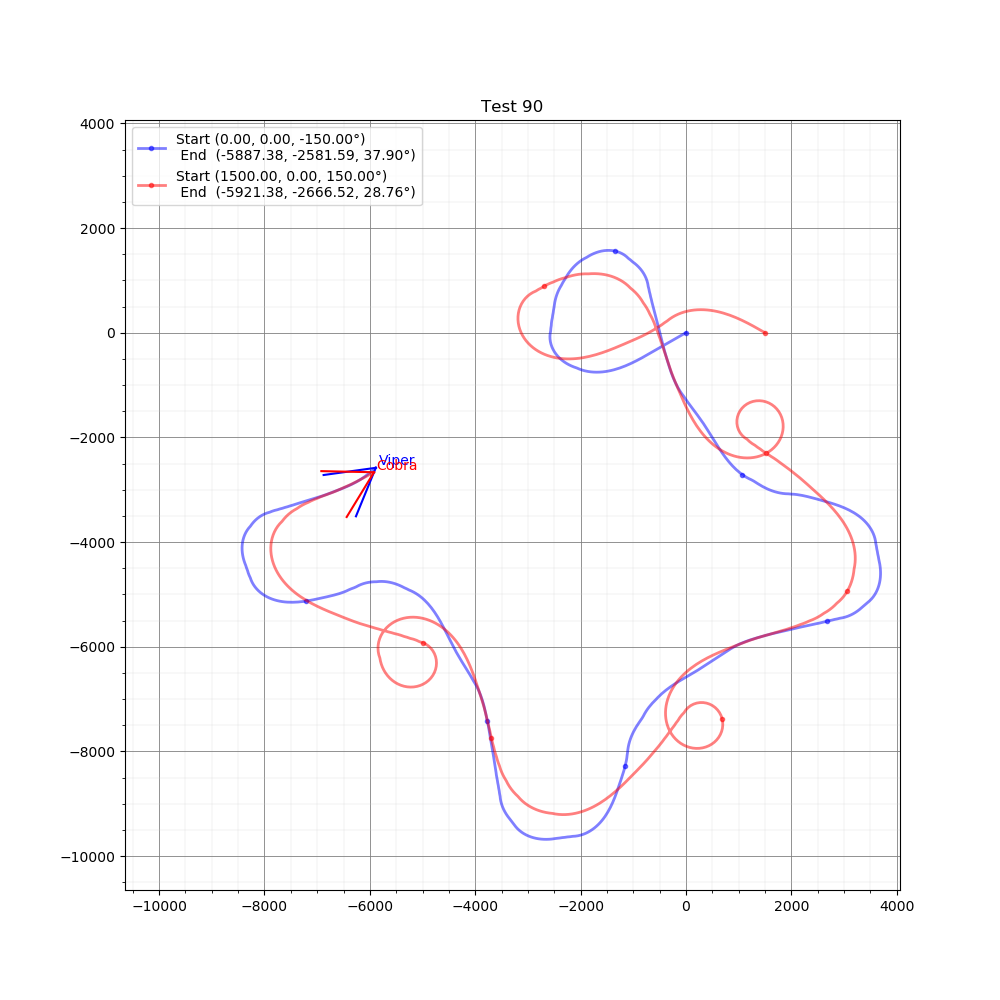 Test 90
Start (0.00, 0.00, -150.00°)
End (-5887.38, -2581.59, 37.90°)
Start (1500.00, 0.00, 150.00°)
End (-5921.38, -2666.52, 28.76°)
4000
2000
0
−2000
−4000
−6000
−8000
−10000
Viper
Cobra
−10000 −8000 −6000 −4000 −2000 0 2000 4000